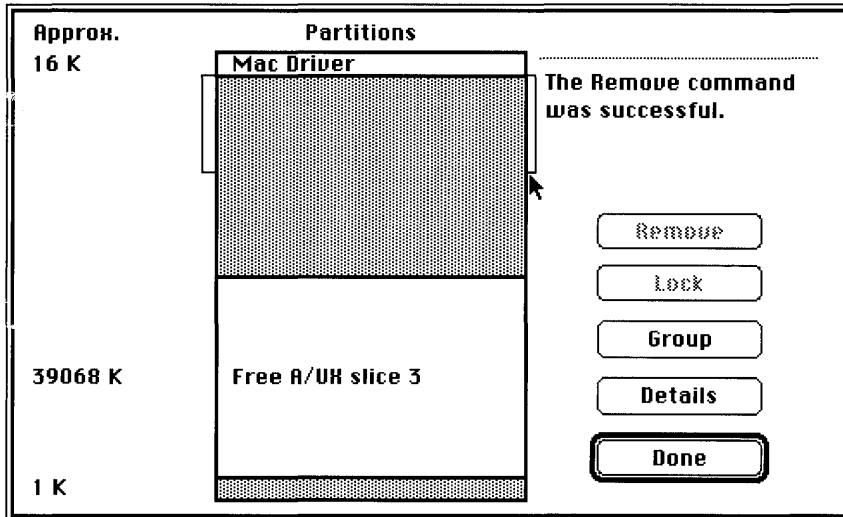 Approx. Partitions
16 K Mac Driver
The Remove command
was successful.
Remove
Lock
Group
39068 K Free A/UX slice 3
Details
Done
1 K